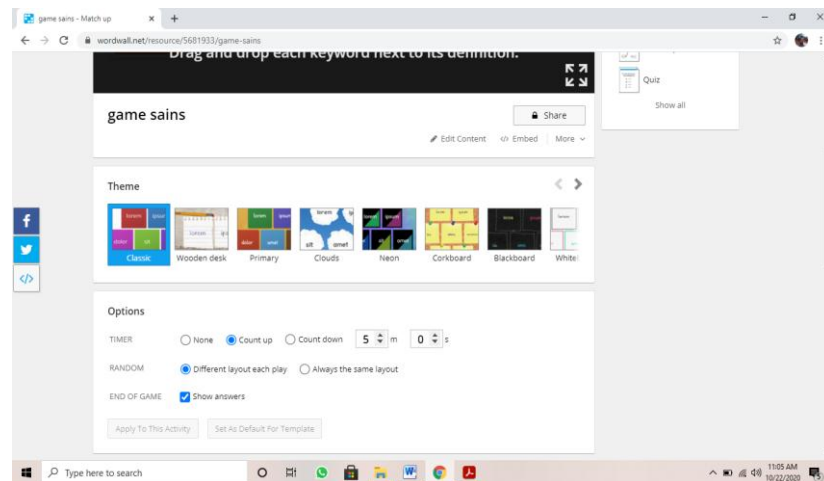 game sains - Match up
wordwall.net/resource/5681933/game-sains
Drag and drop each keyword next to its definition.
Quiz
Show all
game sains
Share
Edit Content </> Embed More
Theme
Classic Wooden desk Primary Clouds Neon Corkboard Blackboard White
Options
TIMER None Count up Count down 5 m 0 s
RANDOM Different layout each play Always the same layout
END OF GAME Show answers
Apply To This Activity Set As Default For Template
Type here to search
11:05 AM
10/22/2020